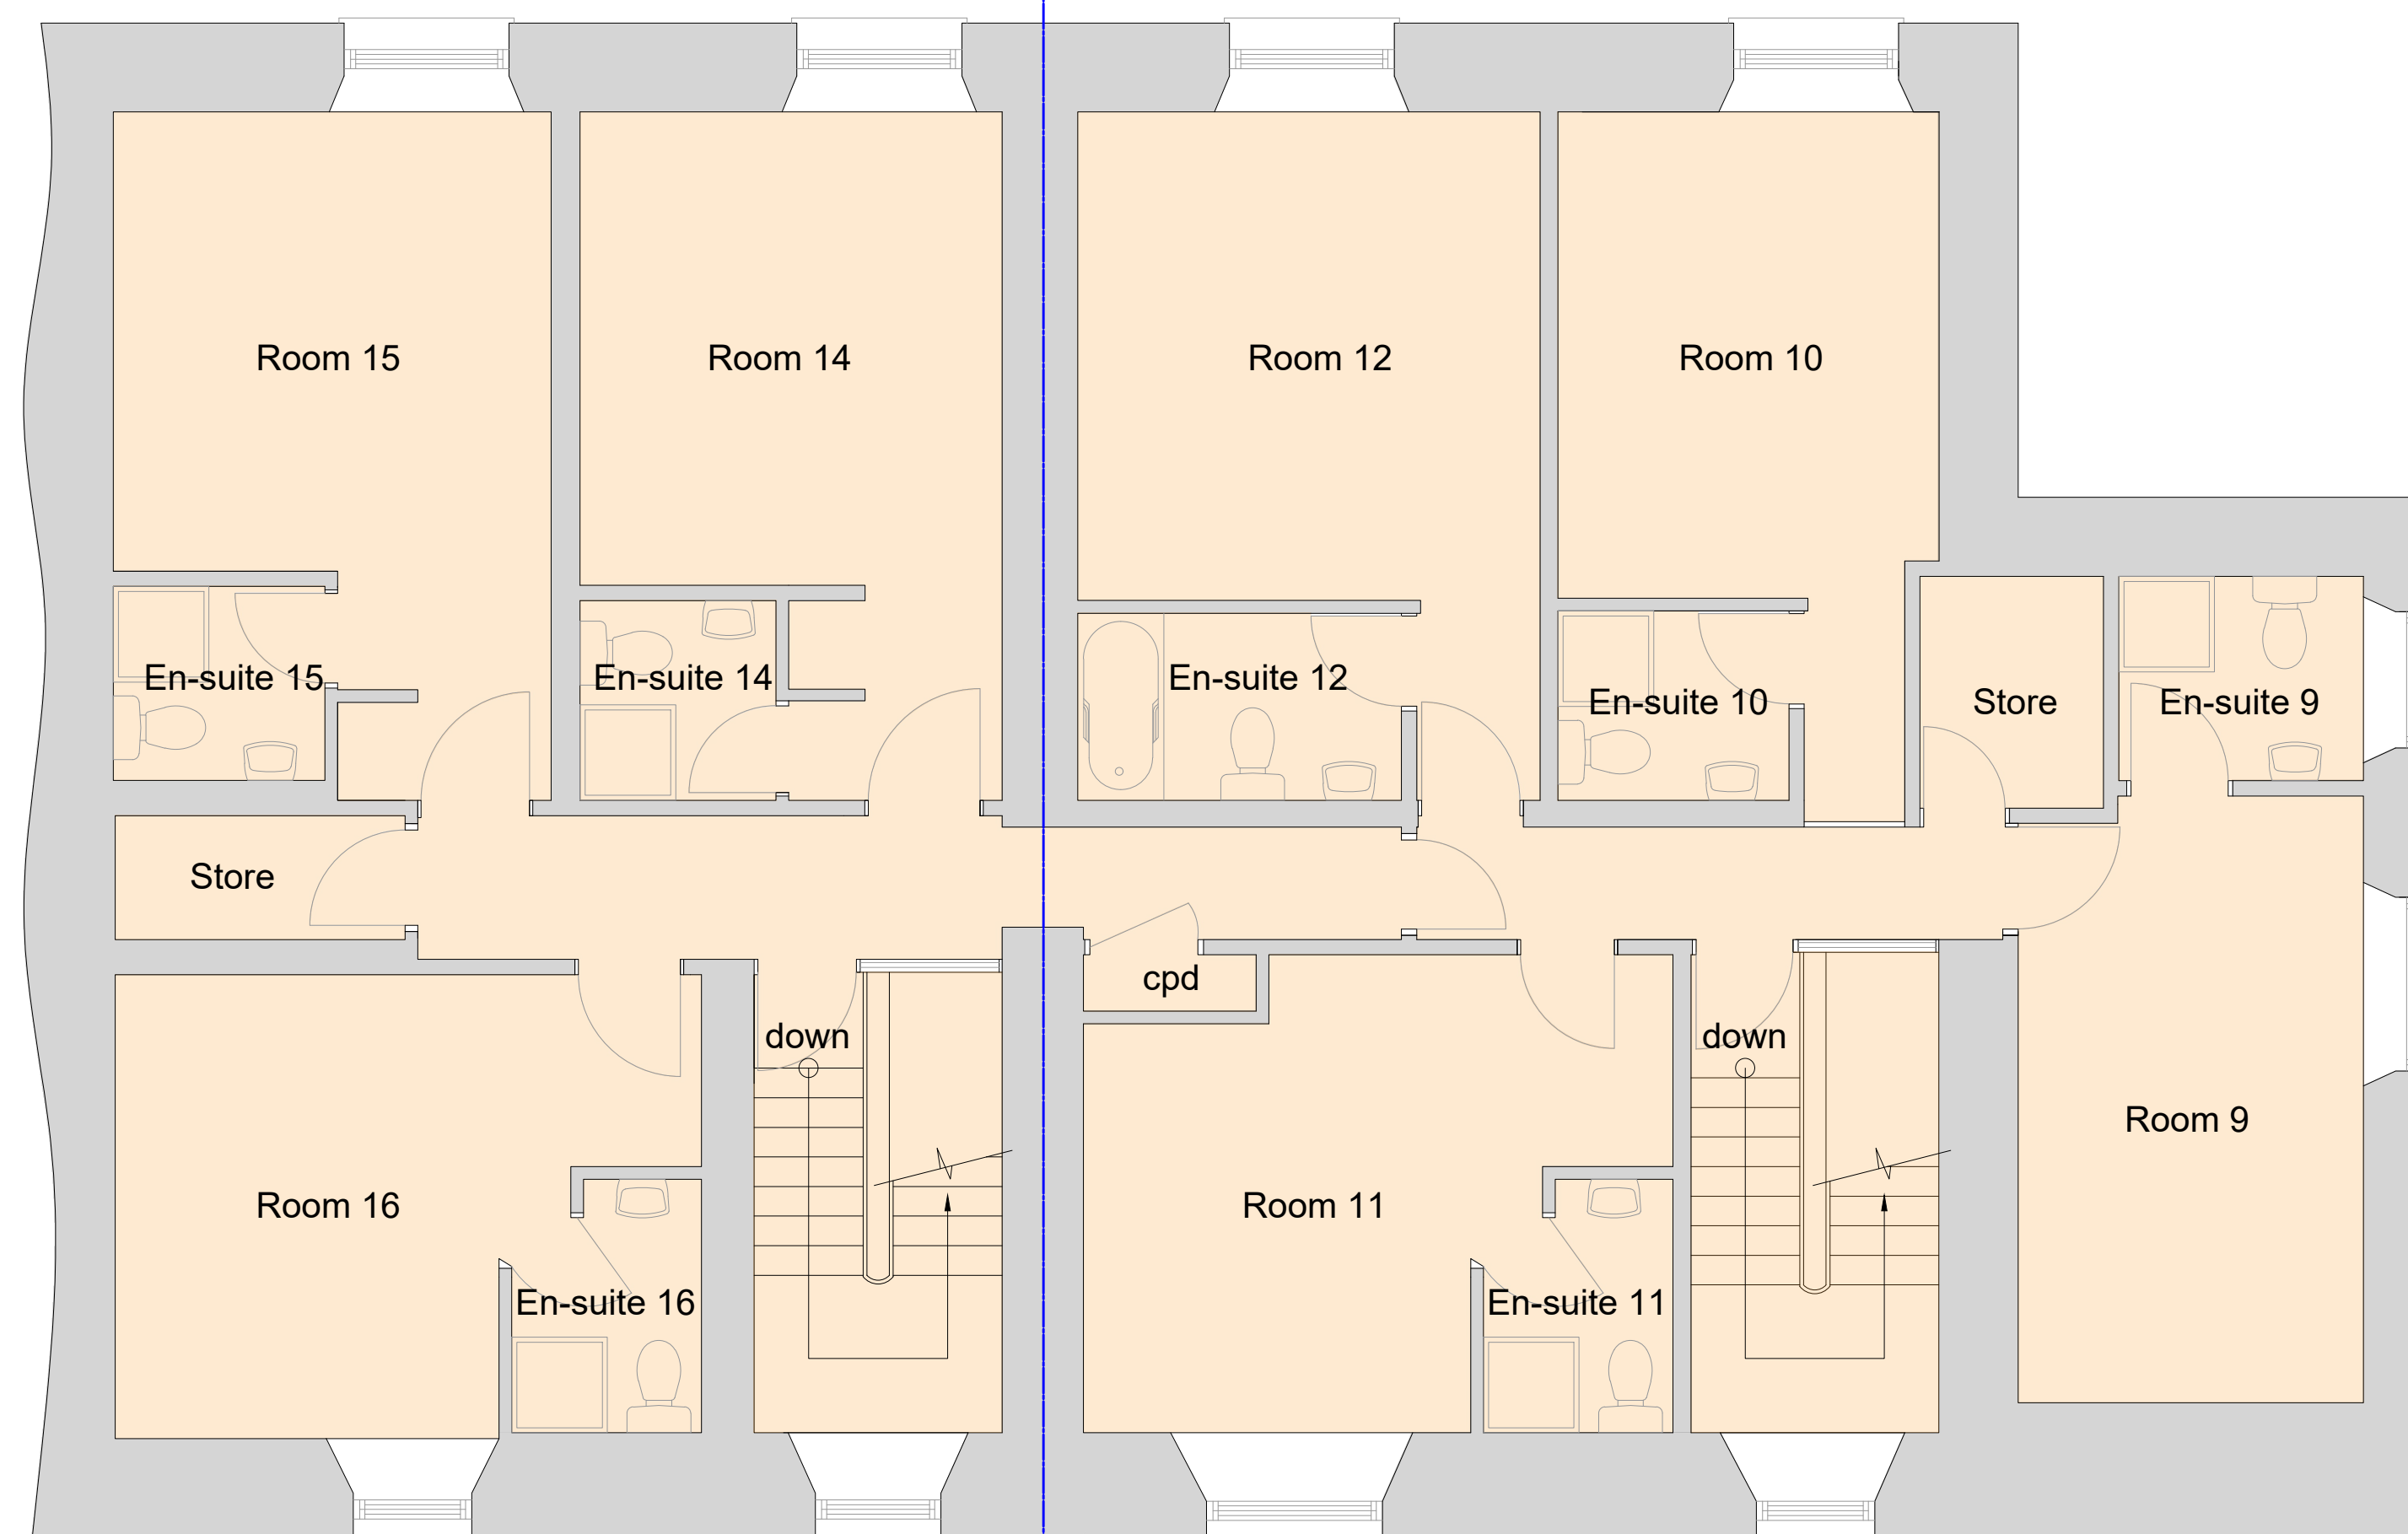 Room 15
Room 14
Room 12
Room 10
En-suite 15
En-suite 14
En-suite 12
En-suite 10
Store
En-suite 9
Store
cpd
down
down
Room 9
Room 16
Room 11
En-suite 16
En-suite 11